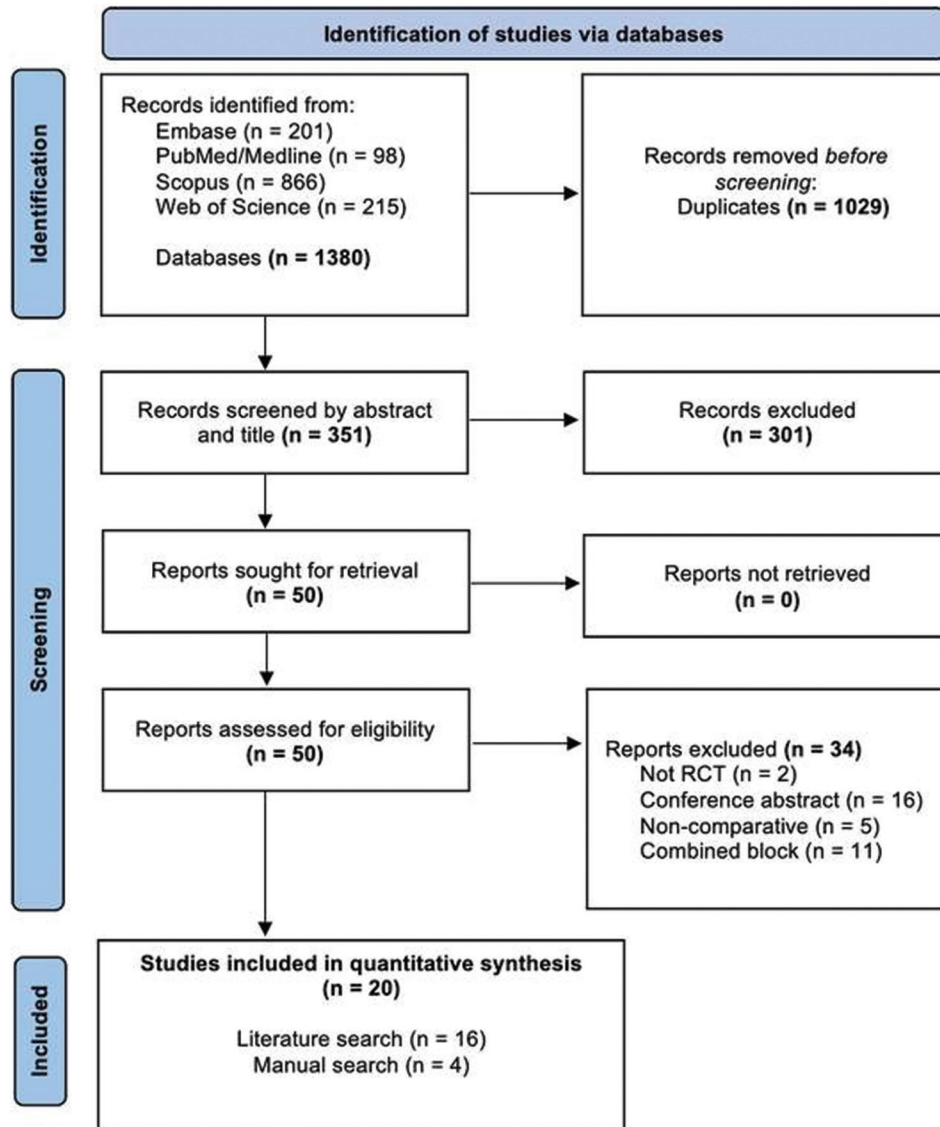 Identification of studies via databases
Identification
Records identified from:
Embase (n = 201)
PubMed/Medline (n = 98)
Scopus (n = 866)
Web of Science (n = 215)
Databases (n = 1380)
Records removed before
screening:
Duplicates (n = 1029)
Screening
Records screened by abstract
and title (n = 351)
Records excluded
(n = 301)
Reports sought for retrieval
(n = 50)
Reports not retrieved
(n = 0)
Reports assessed for eligibility
(n = 50)
Reports excluded (n = 34)
Not RCT (n = 2)
Conference abstract (n = 16)
Non-comparative (n = 5)
Combined block (n = 11)
Included
Studies included in quantitative synthesis
(n = 20)
Literature search (n = 16)
Manual search (n = 4)